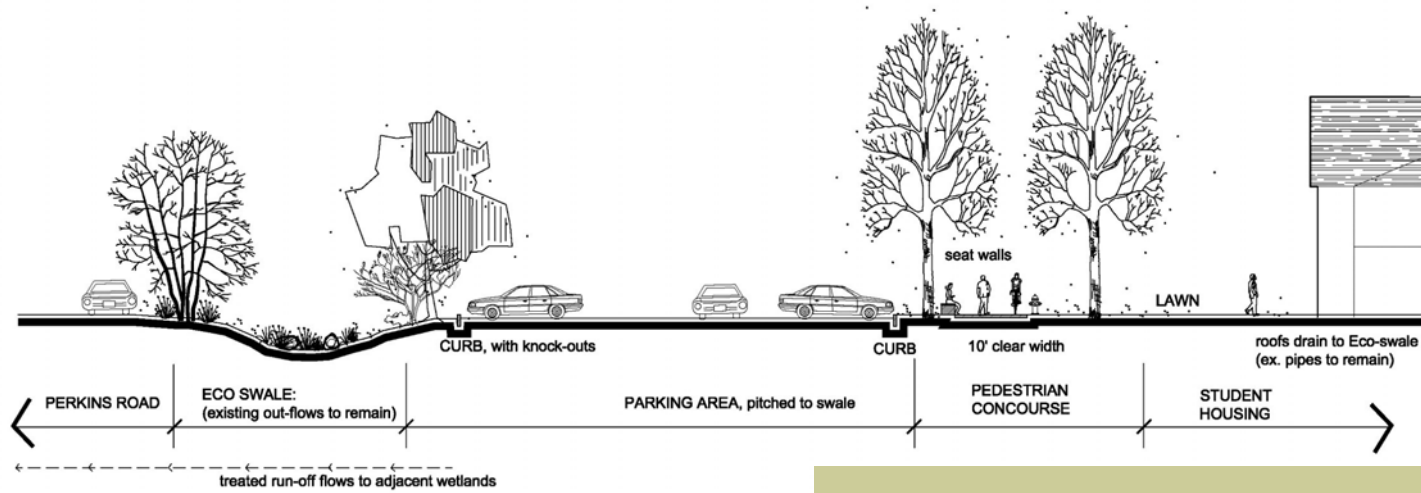 seat walls
LAWN
CURB, with knock-outs
CURB
10' clear width
roofs drain to Eco-swale
(ex. pipes to remain)
PERKINS ROAD
ECO SWALE:
(existing out-flows to remain)
PARKING AREA, pitched to swale
PEDESTRIAN
CONCOURSE
STUDENT
HOUSING
treated run-off flows to adjacent wetlands